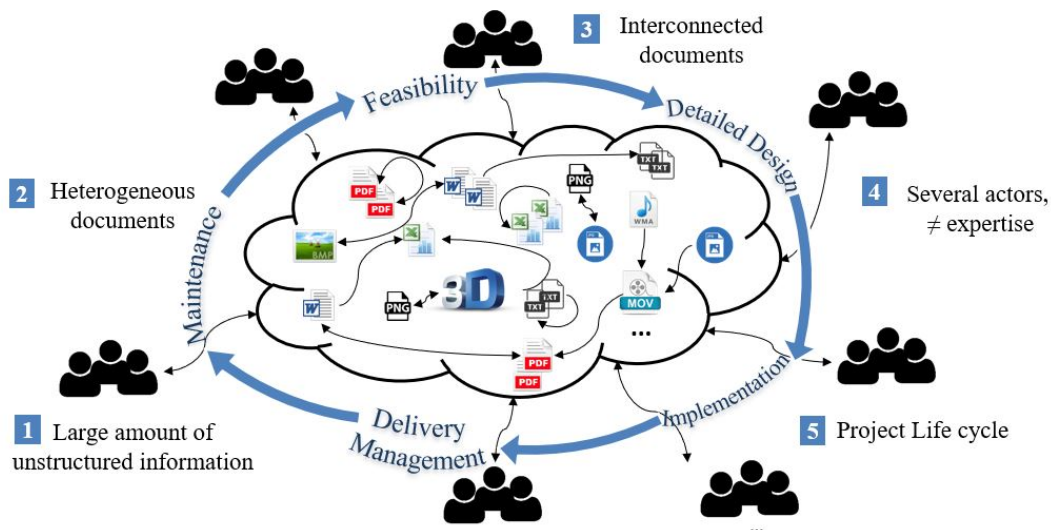 3 Interconnected
documents
Feasibility
Detailed Design
2 Heterogeneous
documents
4 Several actors,
≠ expertise
PDF
PDF
W
W
TXT
TXT
PNG
X
X
WMA
BMP
X
Maintenance
W
PNG
3D
TXT
TXT
MOV
...
PDF
PDF
Implementation
Delivery
Management
1 Large amount of
unstructured information
5 Project Life cycle